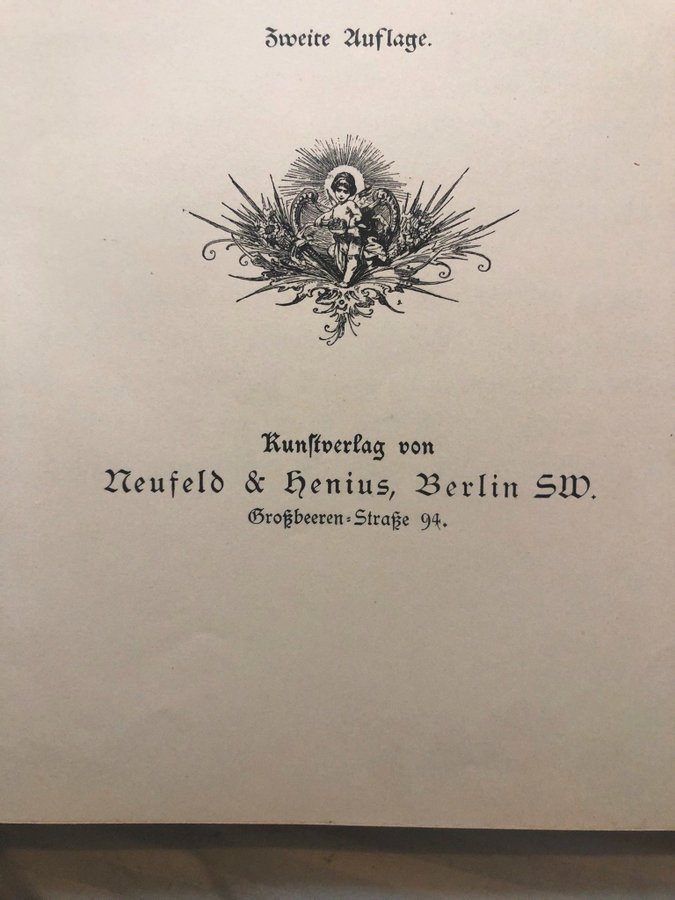 Zweite Auflage.
Kunstverlag von
Neufeld & Henius, Berlin SW.
Großbeeren-Straße 94.